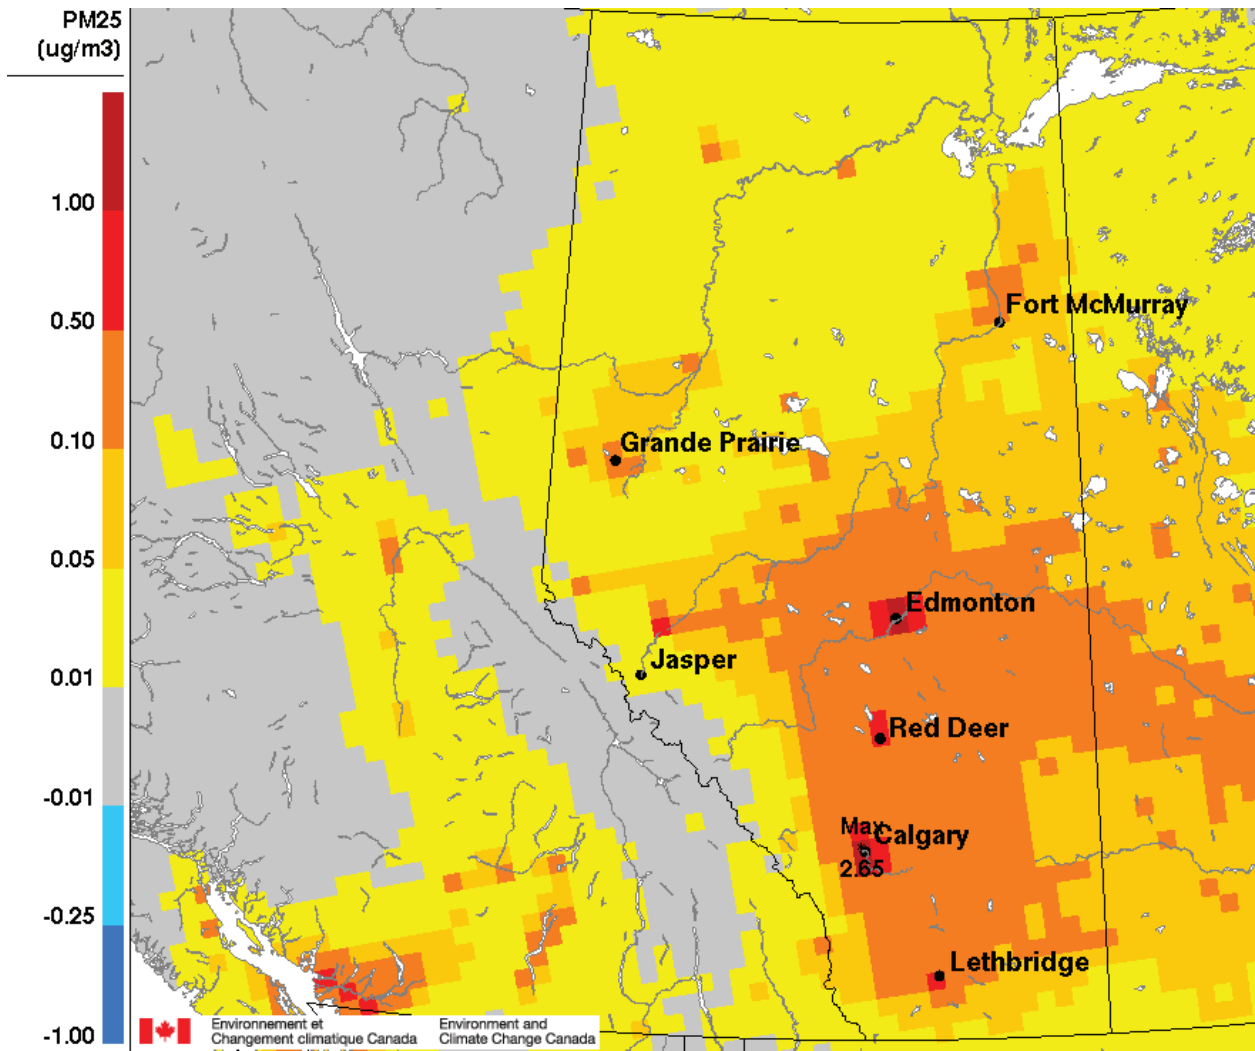 PM25
(ug/m3)
1.00
0.50
0.10
0.05
0.01
-0.01
-0.25
-1.00
Fort McMurray
Grande Prairie
Edmonton
Jasper
Red Deer
Max
Calgary
2.65
Lethbridge
Environnement et
Changement climatique Canada
Environment and
Climate Change Canada